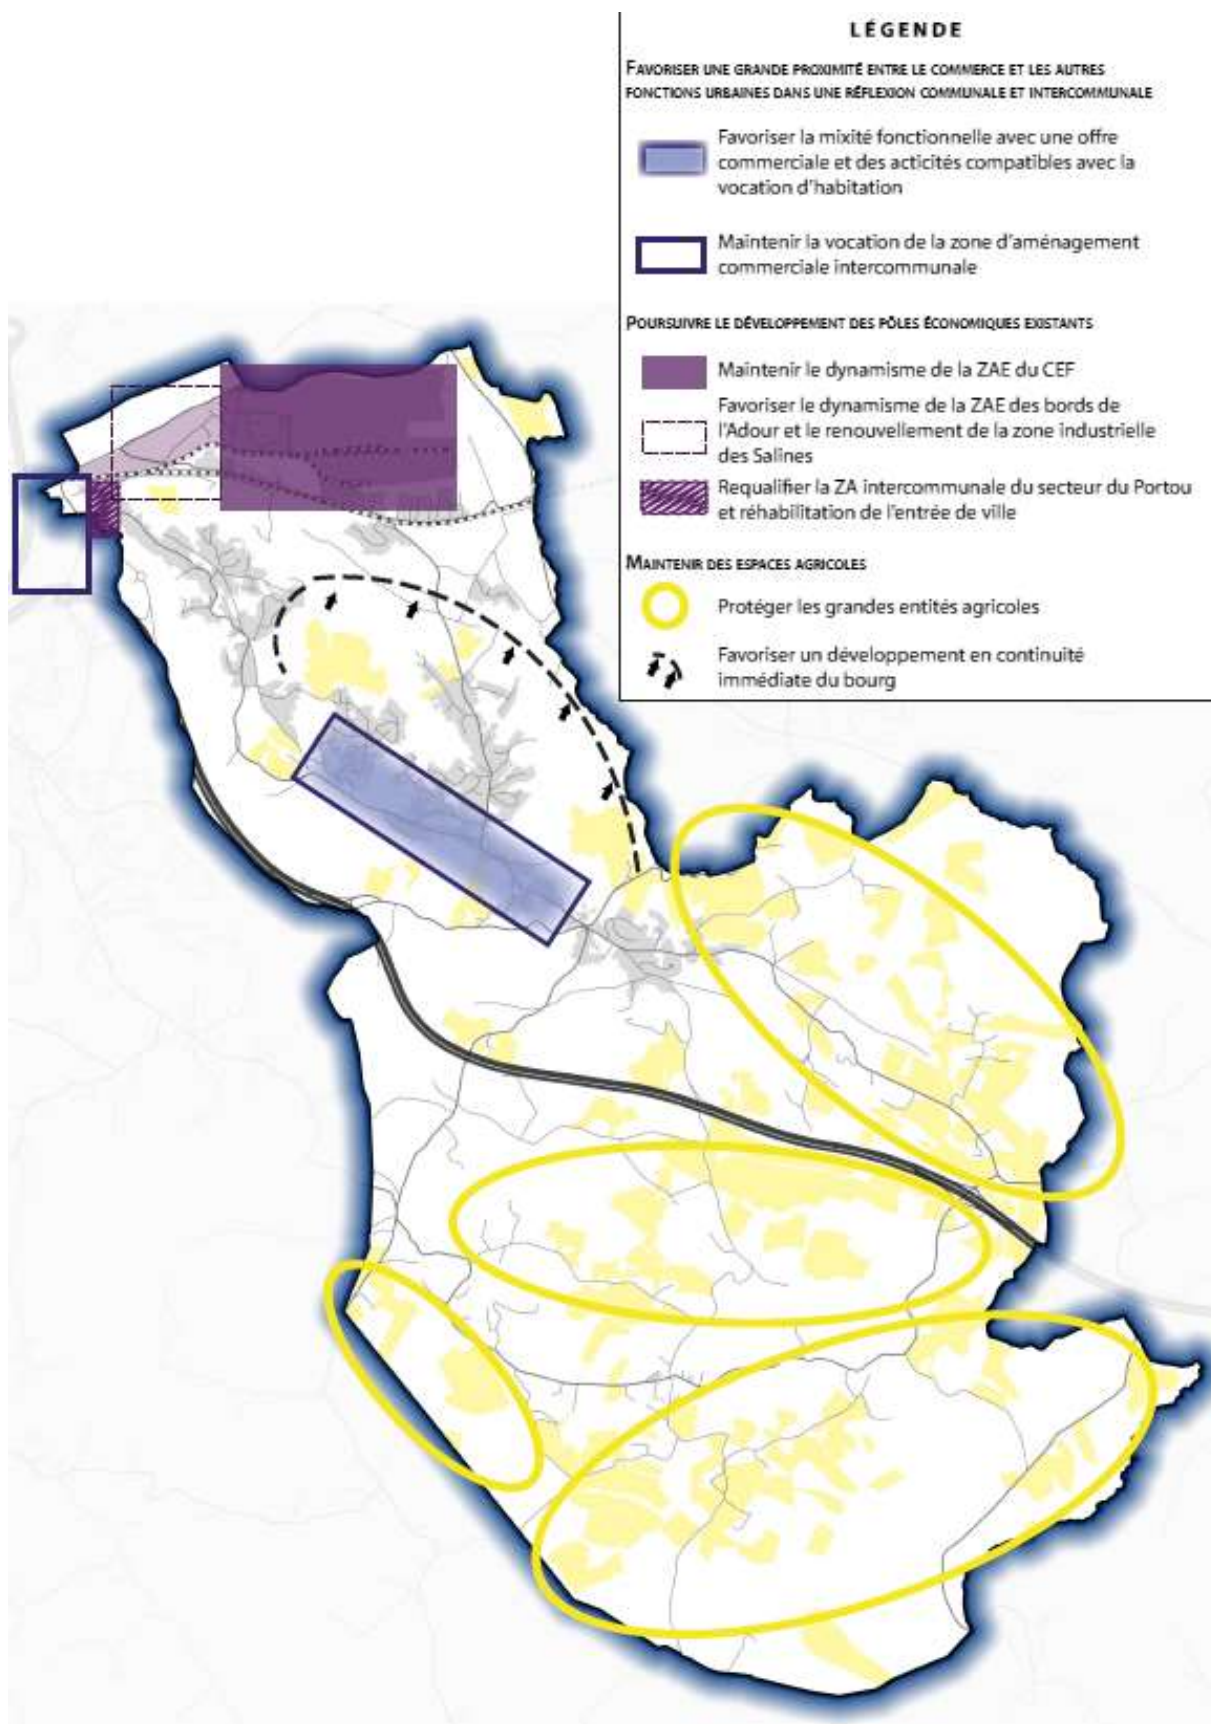 LÉGENDE
FAVORISER UNE GRANDE PROXIMITÉ ENTRE LE COMMERCE ET LES AUTRES
FONCTIONS URBAINES DANS UNE RÉFLEXION COMMUNALE ET INTERCOMMUNALE
Favoriser la mixité fonctionnelle avec une offre
commerciale et des acticités compatibles avec la
vocation d'habitation
Maintenir la vocation de la zone d'aménagement
commerciale intercommunale
POURSUIVRE LE DÉVELOPPEMENT DES PÔLES ÉCONOMIQUES EXISTANTS
Maintenir le dynamisme de la ZAE du CEF
Favoriser le dynamisme de la ZAE des bords de
l'Adour et le renouvellement de la zone industrielle
des Salines
Requalifier la ZA intercommunale du secteur du Portou
et réhabilitation de l'entrée de ville
MAINTENIR DES ESPACES AGRICOLES
Protéger les grandes entités agricoles
Favoriser un développement en continuité
immédiate du bourg